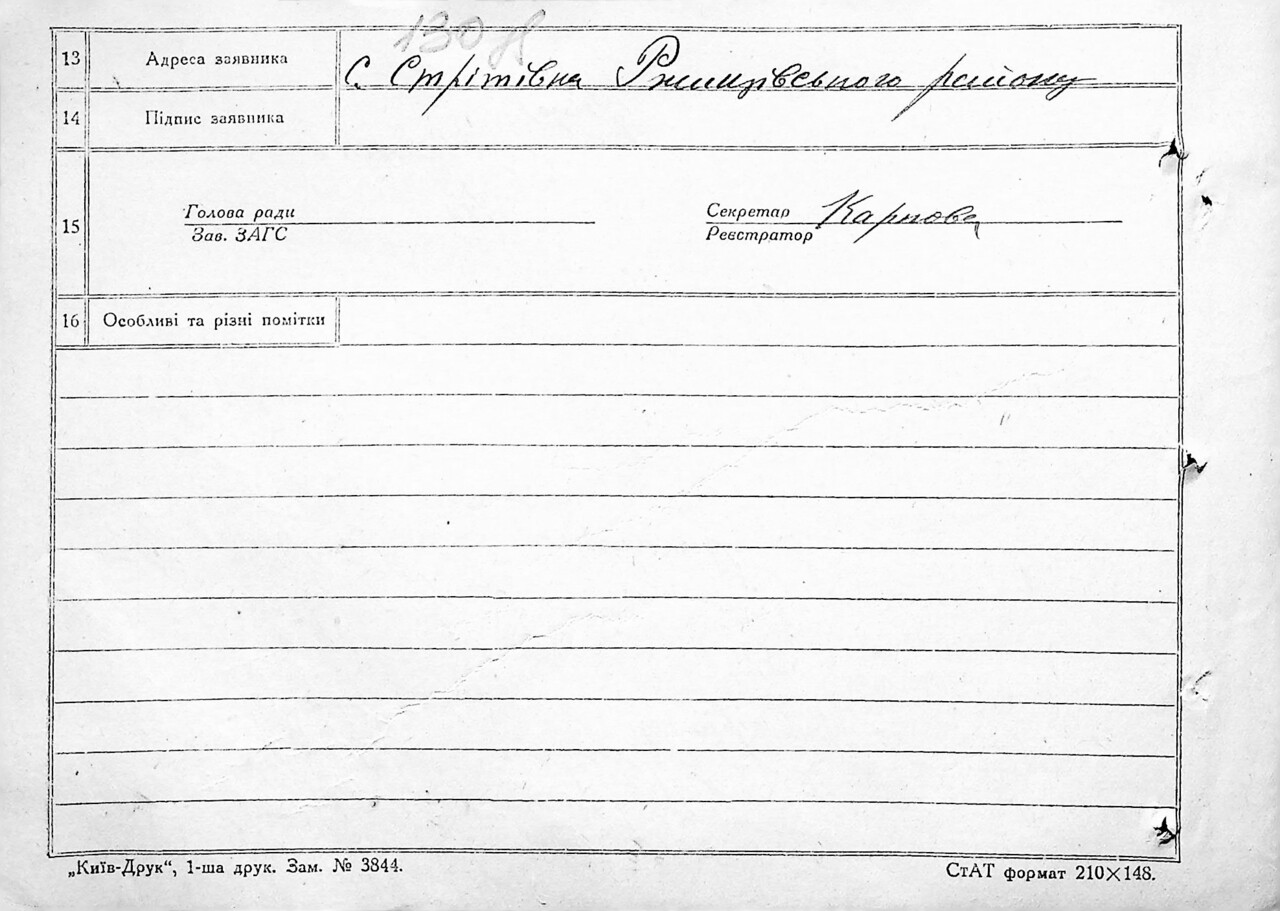 130
13 Адреса заявника С. Стрітівка Ржищівського району
14 Підпис заявника
15 Голова ради Секретар Карпова
Зав. ЗАГС Реєстратор
16 Особливі та різні помітки
„Київ-Друк“, 1-ша друк. Зам. № 3844. СтАТ формат 210×148.